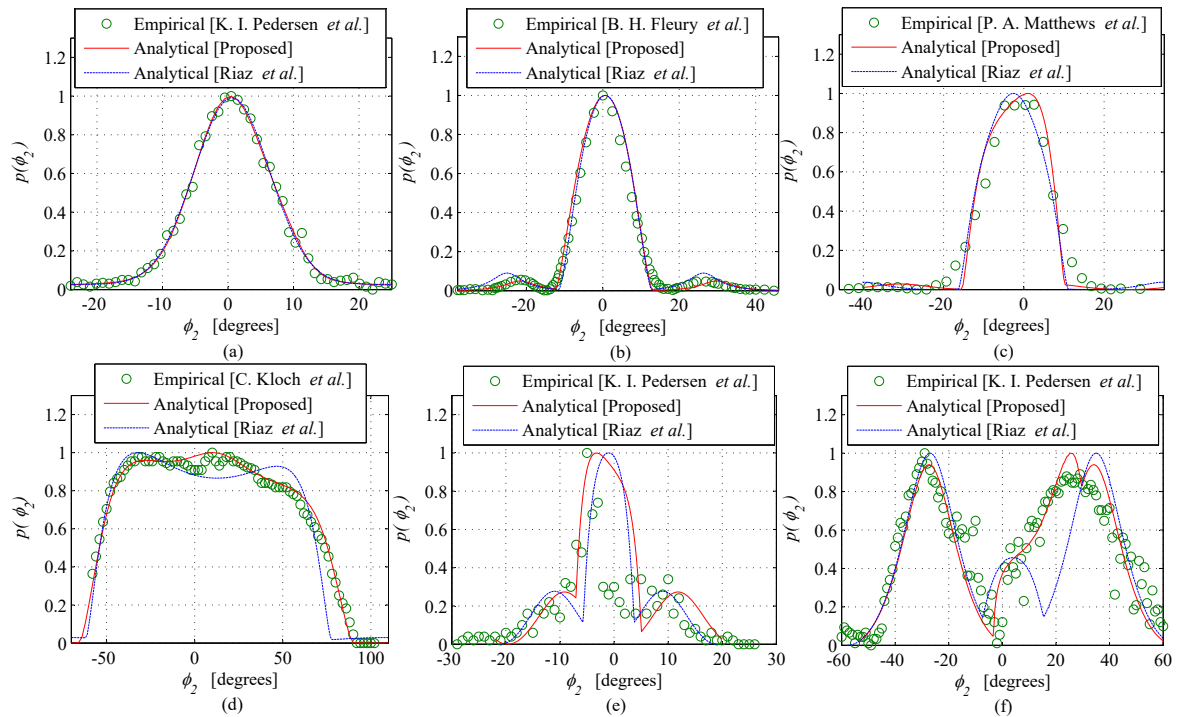 Empirical [K. I. Pedersen et al.]
Analytical [Proposed]
Analytical [Riaz et al.]
1.2
1
0.8
0.6
0.4
0.2
0
p(ϕ2)
-20 -10 0 10 20
ϕ2 [degrees]
(a)
Empirical [B. H. Fleury et al.]
Analytical [Proposed]
Analytical [Riaz et al.]
1.2
1
0.8
0.6
0.4
0.2
0
p(ϕ2)
-20 0 20 40
ϕ2 [degrees]
(b)
Empirical [P. A. Matthews et al.]
Analytical [Proposed]
Analytical [Riaz et al.]
1.2
1
0.8
0.6
0.4
0.2
0
p(ϕ2)
-40 -20 0 20
ϕ2 [degrees]
(c)
Empirical [C. Kloch et al.]
Analytical [Proposed]
Analytical [Riaz et al.]
1.2
1
0.8
0.6
0.4
0.2
0
p(ϕ2)
-50 0 50 100
ϕ2 [degrees]
(d)
Empirical [K. I. Pedersen et al.]
Analytical [Proposed]
Analytical [Riaz et al.]
1.2
1
0.8
0.6
0.4
0.2
0
p(ϕ2)
-30 -20 -10 0 10 20 30
ϕ2 [degrees]
(e)
Empirical [K. I. Pedersen et al.]
Analytical [Proposed]
Analytical [Riaz et al.]
1.2
1
0.8
0.6
0.4
0.2
0
p(ϕ2)
-60 -40 -20 0 20 40 60
ϕ2 [degrees]
(f)